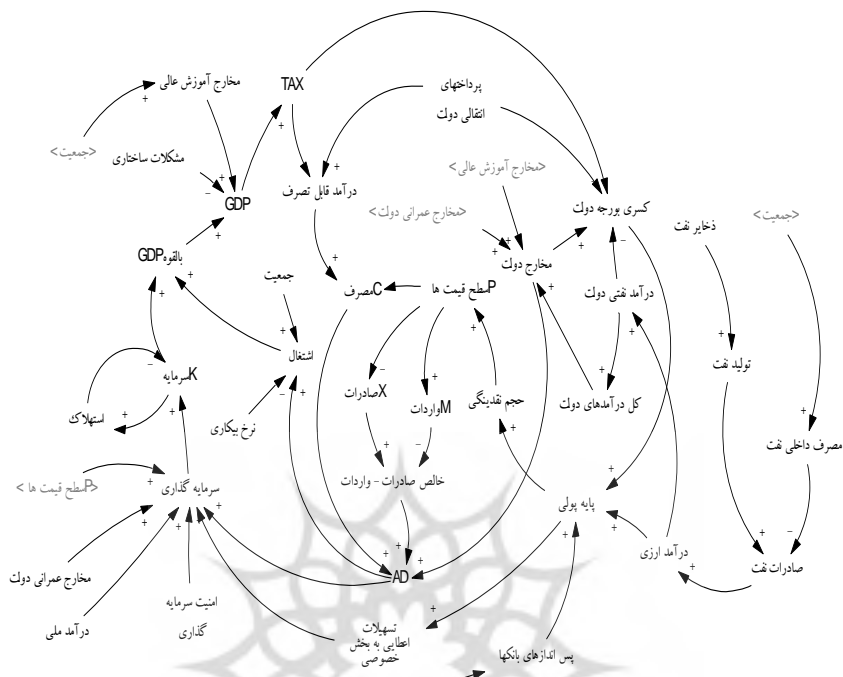 مخارج آموزش عالی
TAX
پرداختهای
انتقالی دولت
<جمعیت>
مشکلات ساختاری
<مخارج آموزش عالی>
GDP
درآمد قابل تصرف
<مخارج عمرانی دولت>
کسری بورجه دولت
ذخایر نفت
<جمعیت>
GDPبالقوه
جمعیت
مخارج دولت
Cمصرف
Pسطح قیمت ها
درآمد نفتی دولت
اشتغال
تولید نفت
Kسرمایه
Xصادرات
Mواردات
حجم نقدینگی
کل درآمدهای دولت
استهلاک
نرخ بیکاری
مصرف داخلی نفت
<Pسطح قیمت ها >
سرمایه گذاری
خالص صادرات - واردات
پایه پولی
درآمد ارزی
صادرات نفت
مخارج عمرانی دولت
AD
امنیت سرمایه
گذاری
درآمد ملی
تسهیلات
اعطایی به بخش
خصوصی
پس اندازهای بانکها